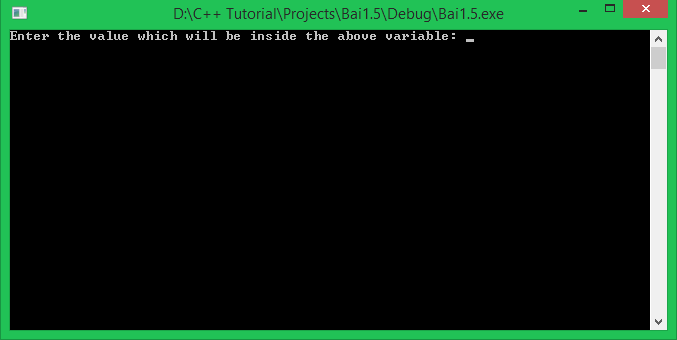 D:\C++ Tutorial\Projects\Bai1.5\Debug\Bai1.5.exe
Enter the value which will be inside the above variable: _